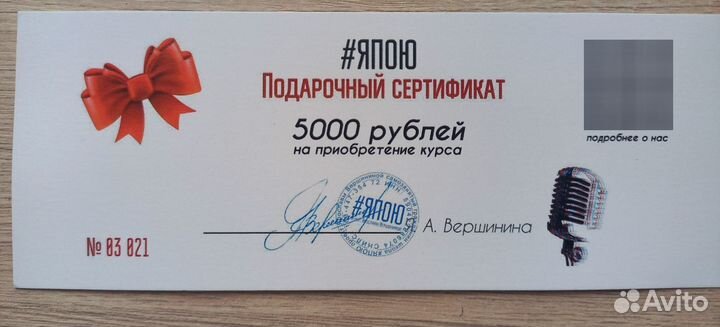 #ЯПОЮ
ПОДАРОЧНЫЙ СЕРТИФИКАТ
5000 рублей
на приобретение курса
подробнее о нас
#ЯПОЮ
А. Вершинина
№ 03 021
Avito